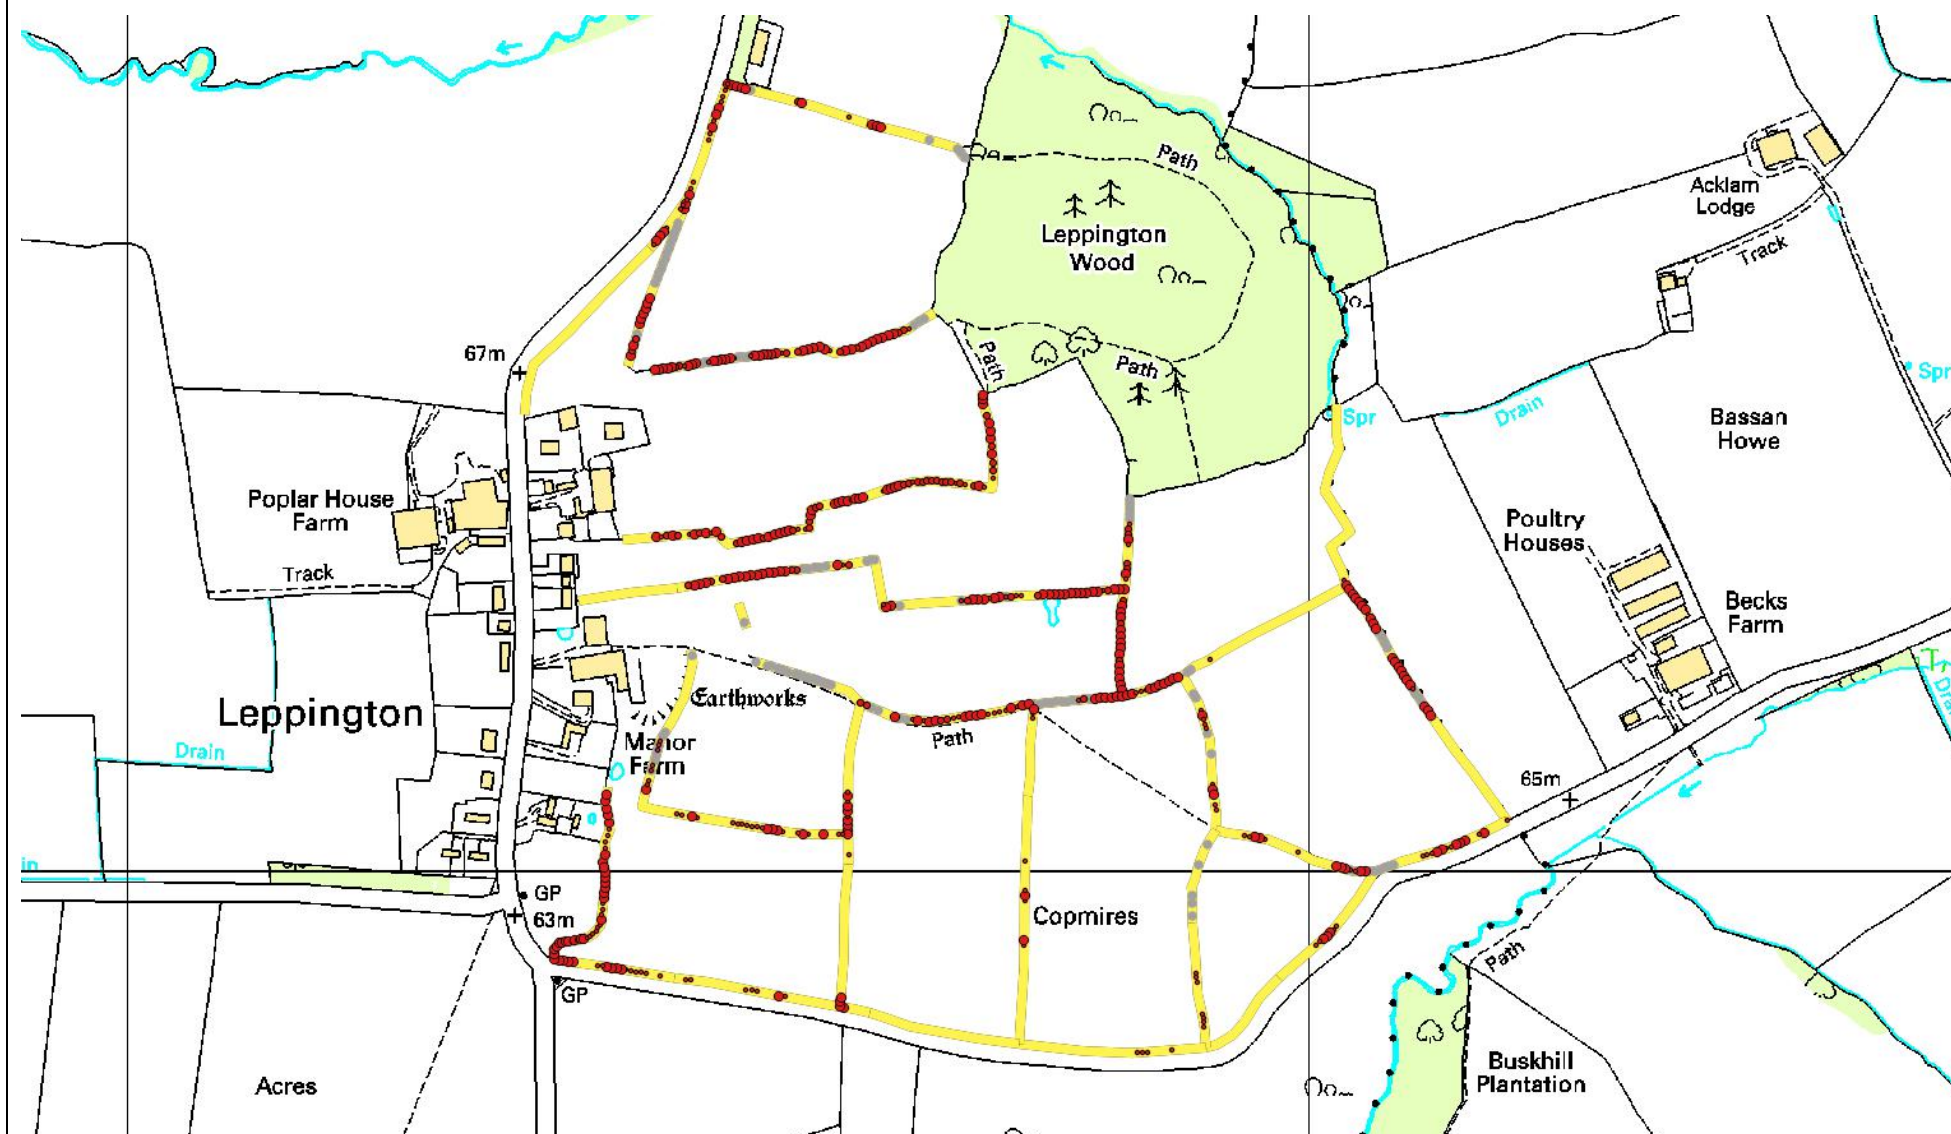 Path
Acklam
Lodge
Leppington
Wood
Track
67m
Path
Path
Spr
Spr
Drain
Bassan
Howe
Poplar House
Farm
Poultry
Houses
Track
Becks
Farm
Earthworks
Leppington
Path
Manor
Farm
Drain
65m
in
GP
63m
Copmires
Path
GP
Acres
Buskhill
Plantation